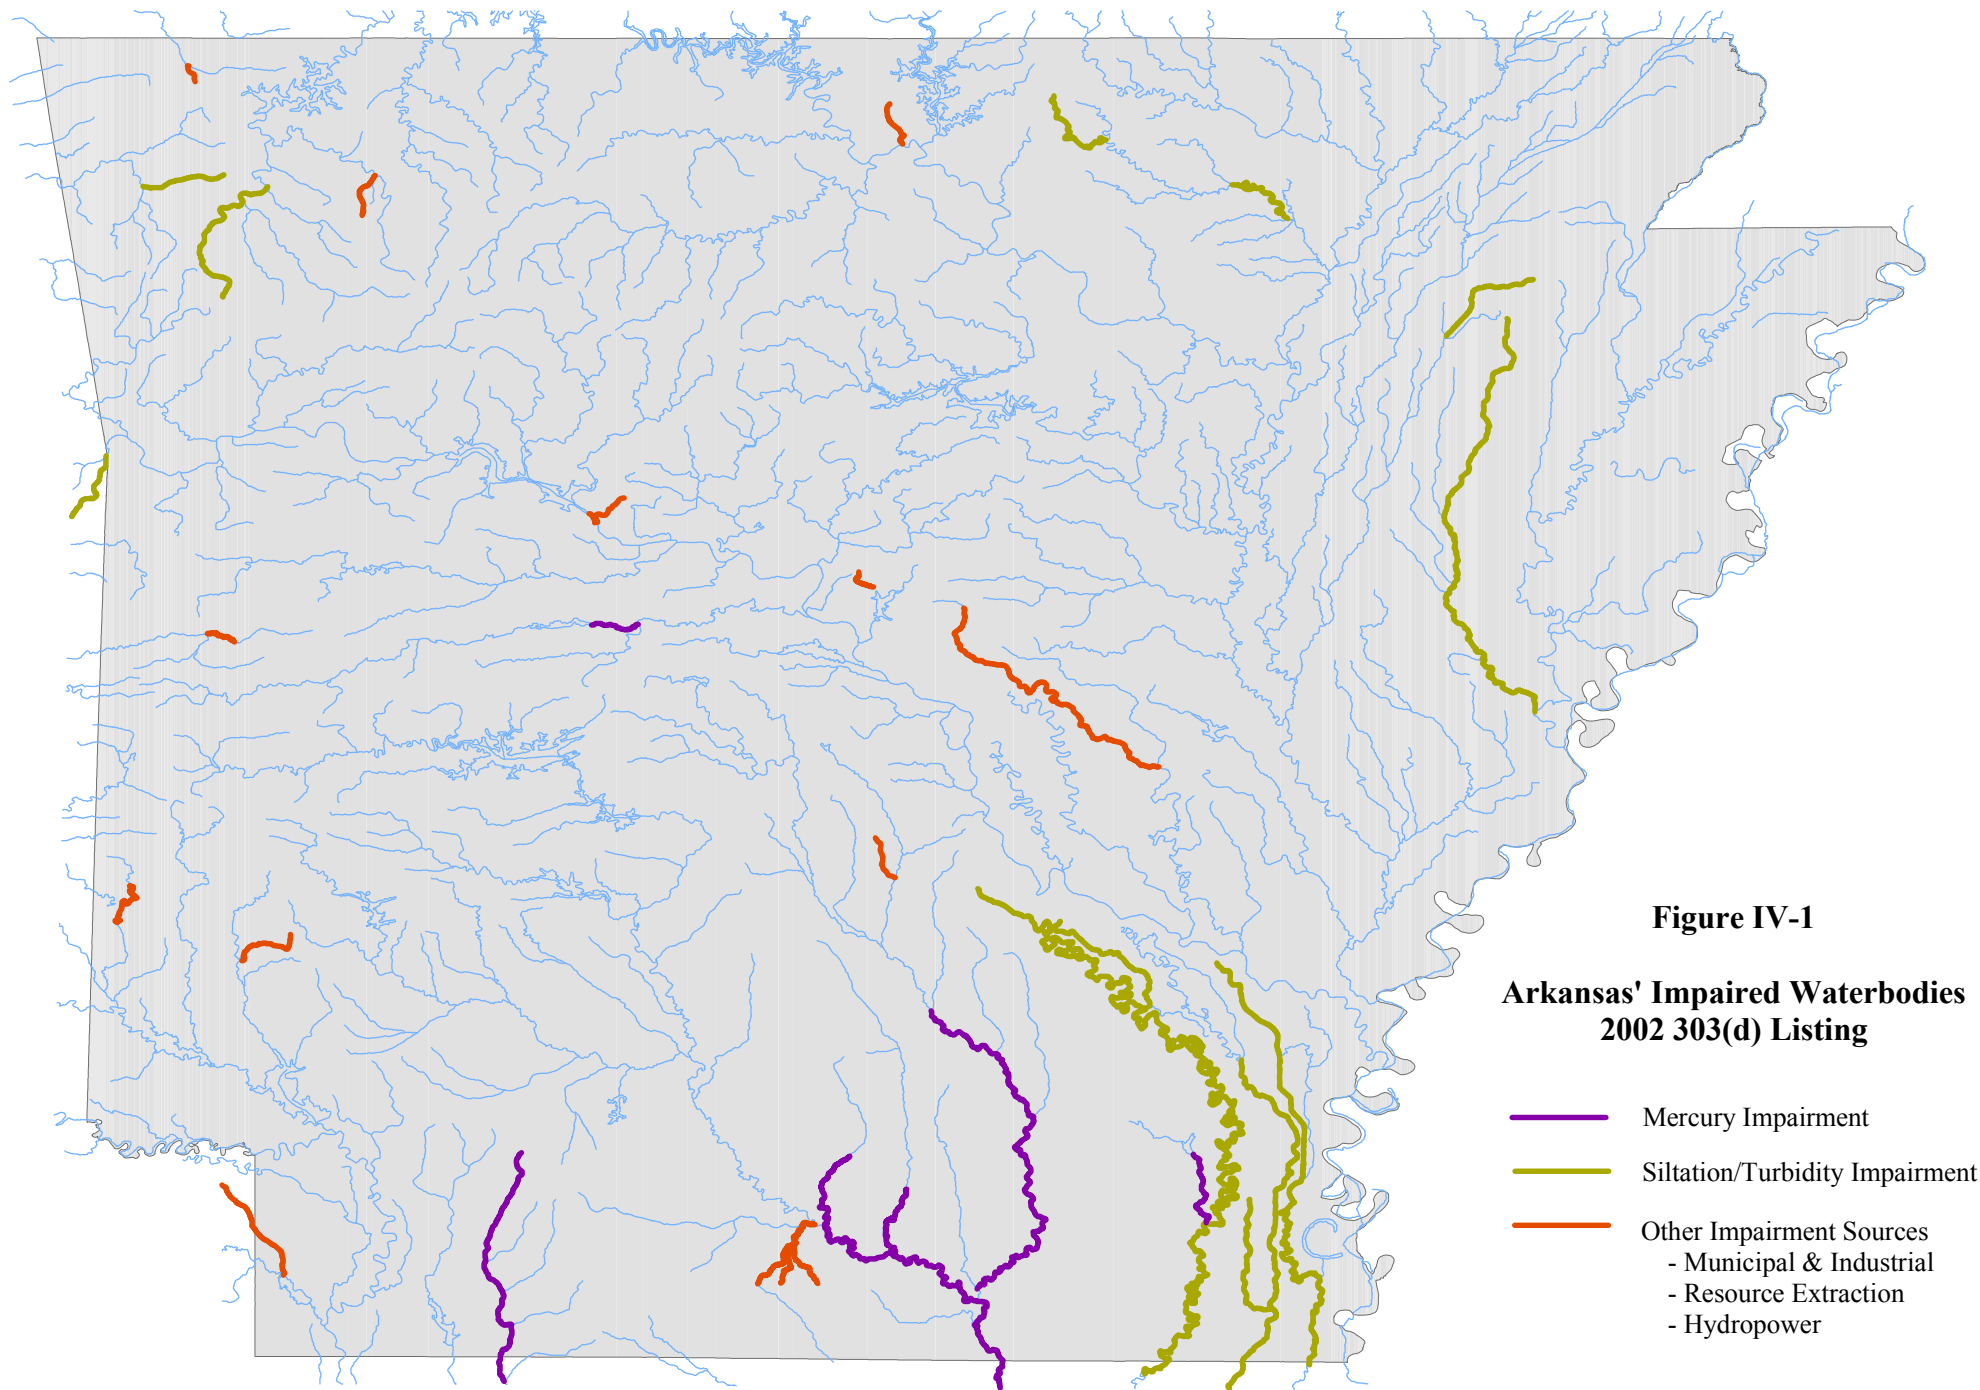 Figure IV-1
Arkansas' Impaired Waterbodies
2002 303(d) Listing
Mercury Impairment
Siltation/Turbidity Impairment
Other Impairment Sources
- Municipal & Industrial
- Resource Extraction
- Hydropower